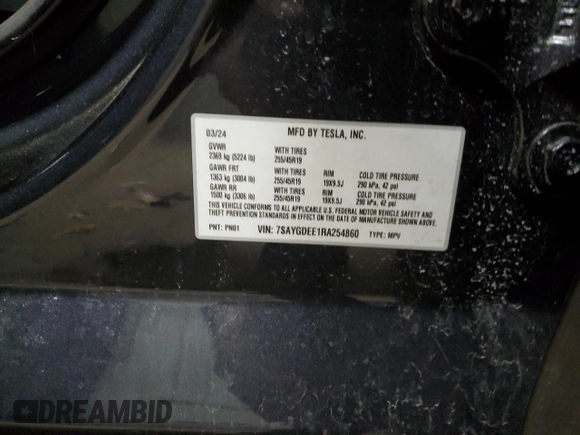 03/24 MFD BY TESLA, INC.
GVWR WITH TIRES
2369 kg (5224 lb) 255/45R19
GAWR FRT WITH TIRES RIM COLD TIRE PRESSURE
1363 kg (3004 lb) 255/45R19 19X9.5J 290 kPa, 42 psi
GAWR RR WITH TIRES RIM COLD TIRE PRESSURE
1500 kg (3306 lb) 255/45R19 19X9.5J 290 kPa, 42 psi
THIS VEHICLE CONFORMS TO ALL APPLICABLE U.S. FEDERAL MOTOR VEHICLE SAFETY AND
THEFT PREVENTION STANDARDS IN EFFECT ON THE DATE OF MANUFACTURE SHOWN ABOVE.
PNT: PN01 VIN: 7SAYGDEE1RA254860 TYPE: MPV
DREAMBID